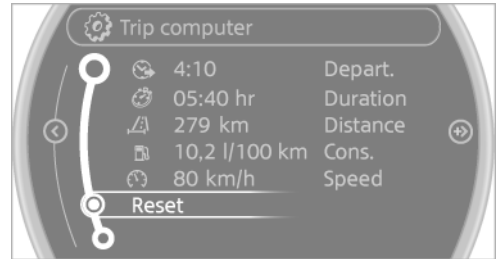 Trip computer
4:10 Depart.
05:40 hr Duration
279 km Distance
10,2 l/100 km Cons.
80 km/h Speed
Reset